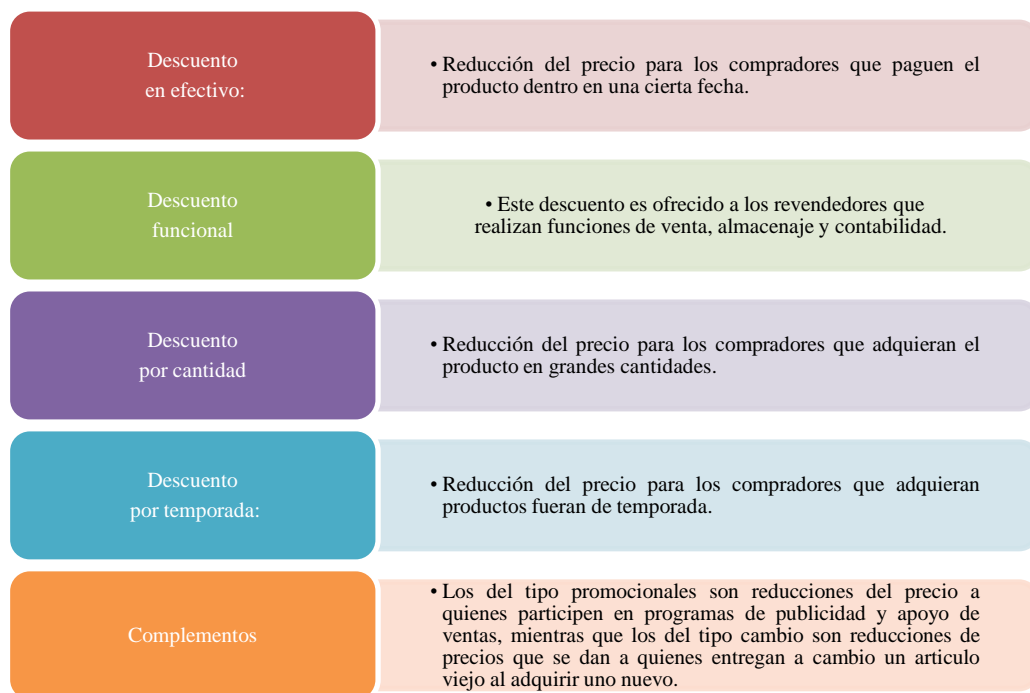 Descuento
en efectivo:
• Reducción del precio para los compradores que paguen el
producto dentro en una cierta fecha.
Descuento
funcional
• Este descuento es ofrecido a los revendedores que
realizan funciones de venta, almacenaje y contabilidad.
Descuento
por cantidad
• Reducción del precio para los compradores que adquieran el
producto en grandes cantidades.
Descuento
por temporada:
• Reducción del precio para los compradores que adquieran
productos fueran de temporada.
Complementos
• Los del tipo promocionales son reducciones del precio a
quienes participen en programas de publicidad y apoyo de
ventas, mientras que los del tipo cambio son reducciones de
precios que se dan a quienes entregan a cambio un articulo
viejo al adquirir uno nuevo.